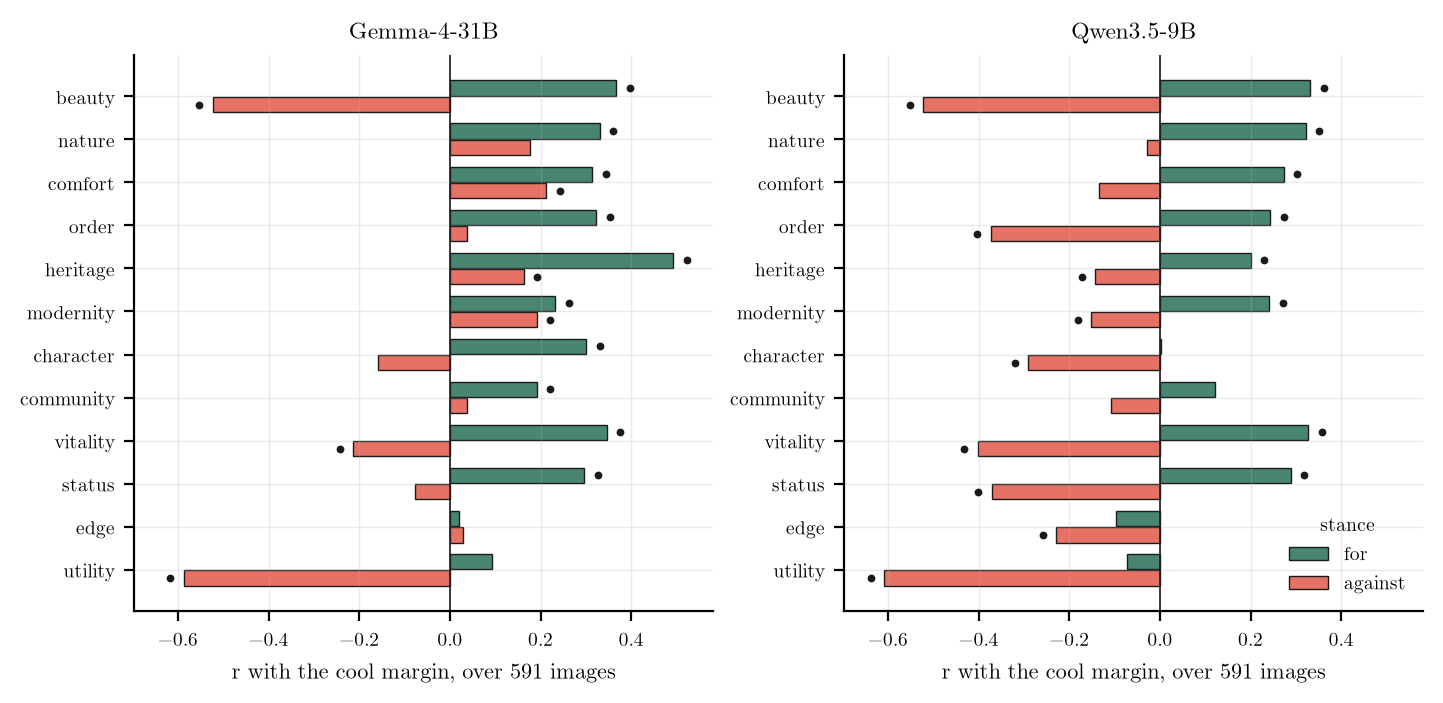 Gemma-4-31B
beauty
nature
comfort
order
heritage
modernity
character
community
vitality
status
edge
utility
−0.6 −0.4 −0.2 0.0 0.2 0.4
r with the cool margin, over 591 images
Qwen3.5-9B
beauty
nature
comfort
order
heritage
modernity
character
community
vitality
status
edge
utility
stance
for
against
−0.6 −0.4 −0.2 0.0 0.2 0.4
r with the cool margin, over 591 images